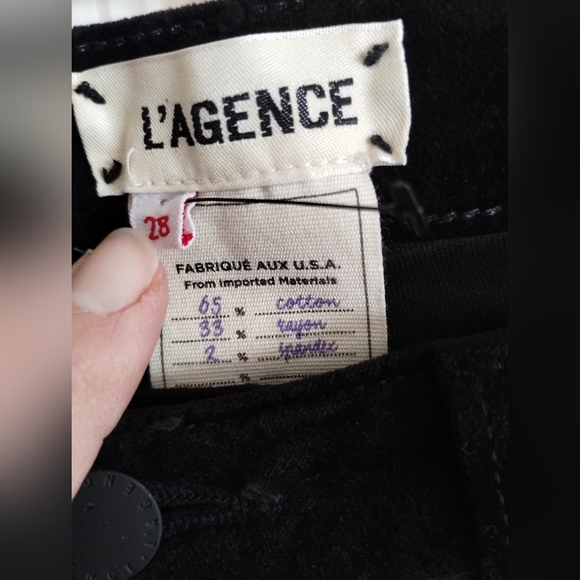 L'AGENCE
28
FABRIQUÉ AUX U.S.A.
From Imported Materials
65 % cotton
33 % rayon
2 % spandex
%